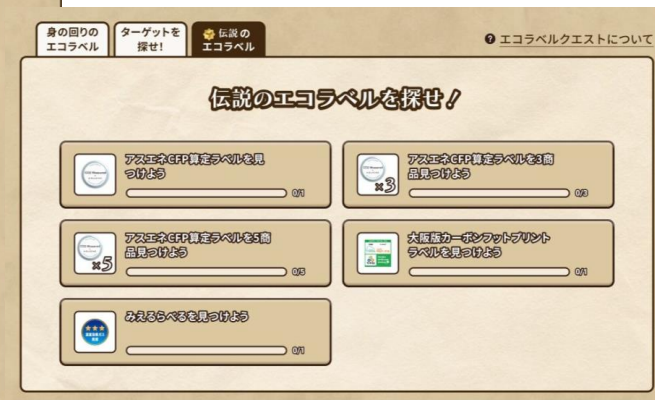 身の回りの
エコラベル
ターゲットを
探せ!
伝説の
エコラベル
? エコラベルクエストについて
伝説のエコラベルを探せ!
アスエネCFP算定ラベルを見
つけよう
0/1
×3
アスエネCFP算定ラベルを3商
品見つけよう
0/3
×5
アスエネCFP算定ラベルを5商
品見つけよう
0/5
大阪版カーボンフットプリント
ラベルを見つけよう
0/1
みえるらべるを見つけよう
0/1